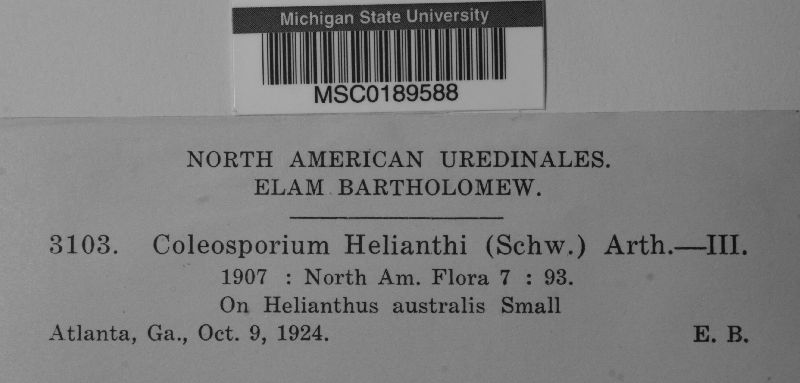 Michigan State University
MSC0189588
NORTH AMERICAN UREDINALES.
ELAM BARTHOLOMEW.
3103. Coleosporium Helianthi (Schw.) Arth.—III.
1907 : North Am. Flora 7 : 93.
On Helianthus australis Small
Atlanta, Ga., Oct. 9, 1924. E. B.